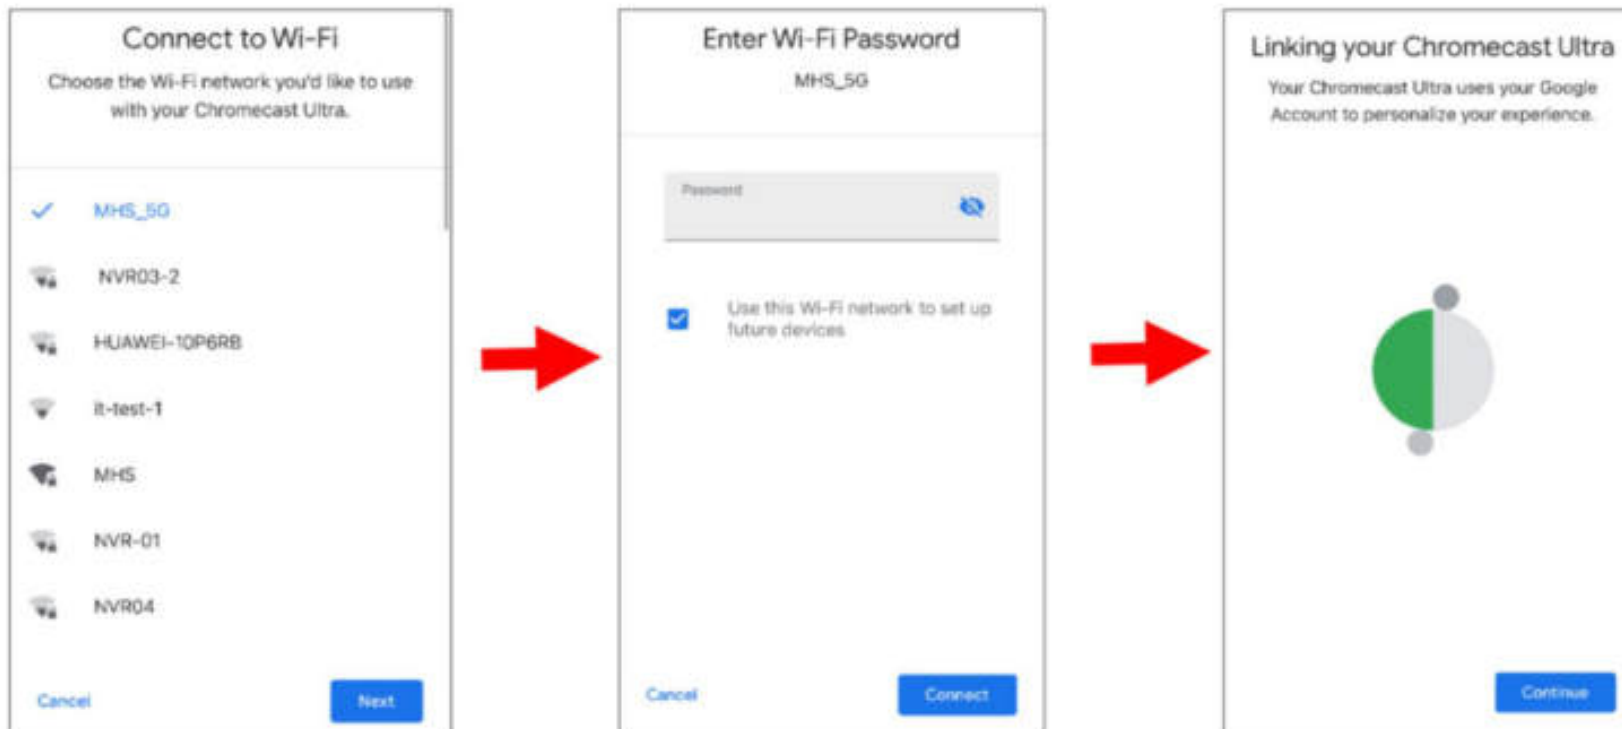 Connect to Wi-Fi
Choose the Wi-Fi network you'd like to use
with your Chromecast Ultra.
MHS_5G
NVR03-2
HUAWEI-10P6RB
it-test-1
MHS
NVR-01
NVR04
Cancel
Next
Enter Wi-Fi Password
MHS_5G
Password
Use this Wi-Fi network to set up
future devices
Cancel
Connect
Linking your Chromecast Ultra
Your Chromecast Ultra uses your Google
Account to personalize your experience.
Continue